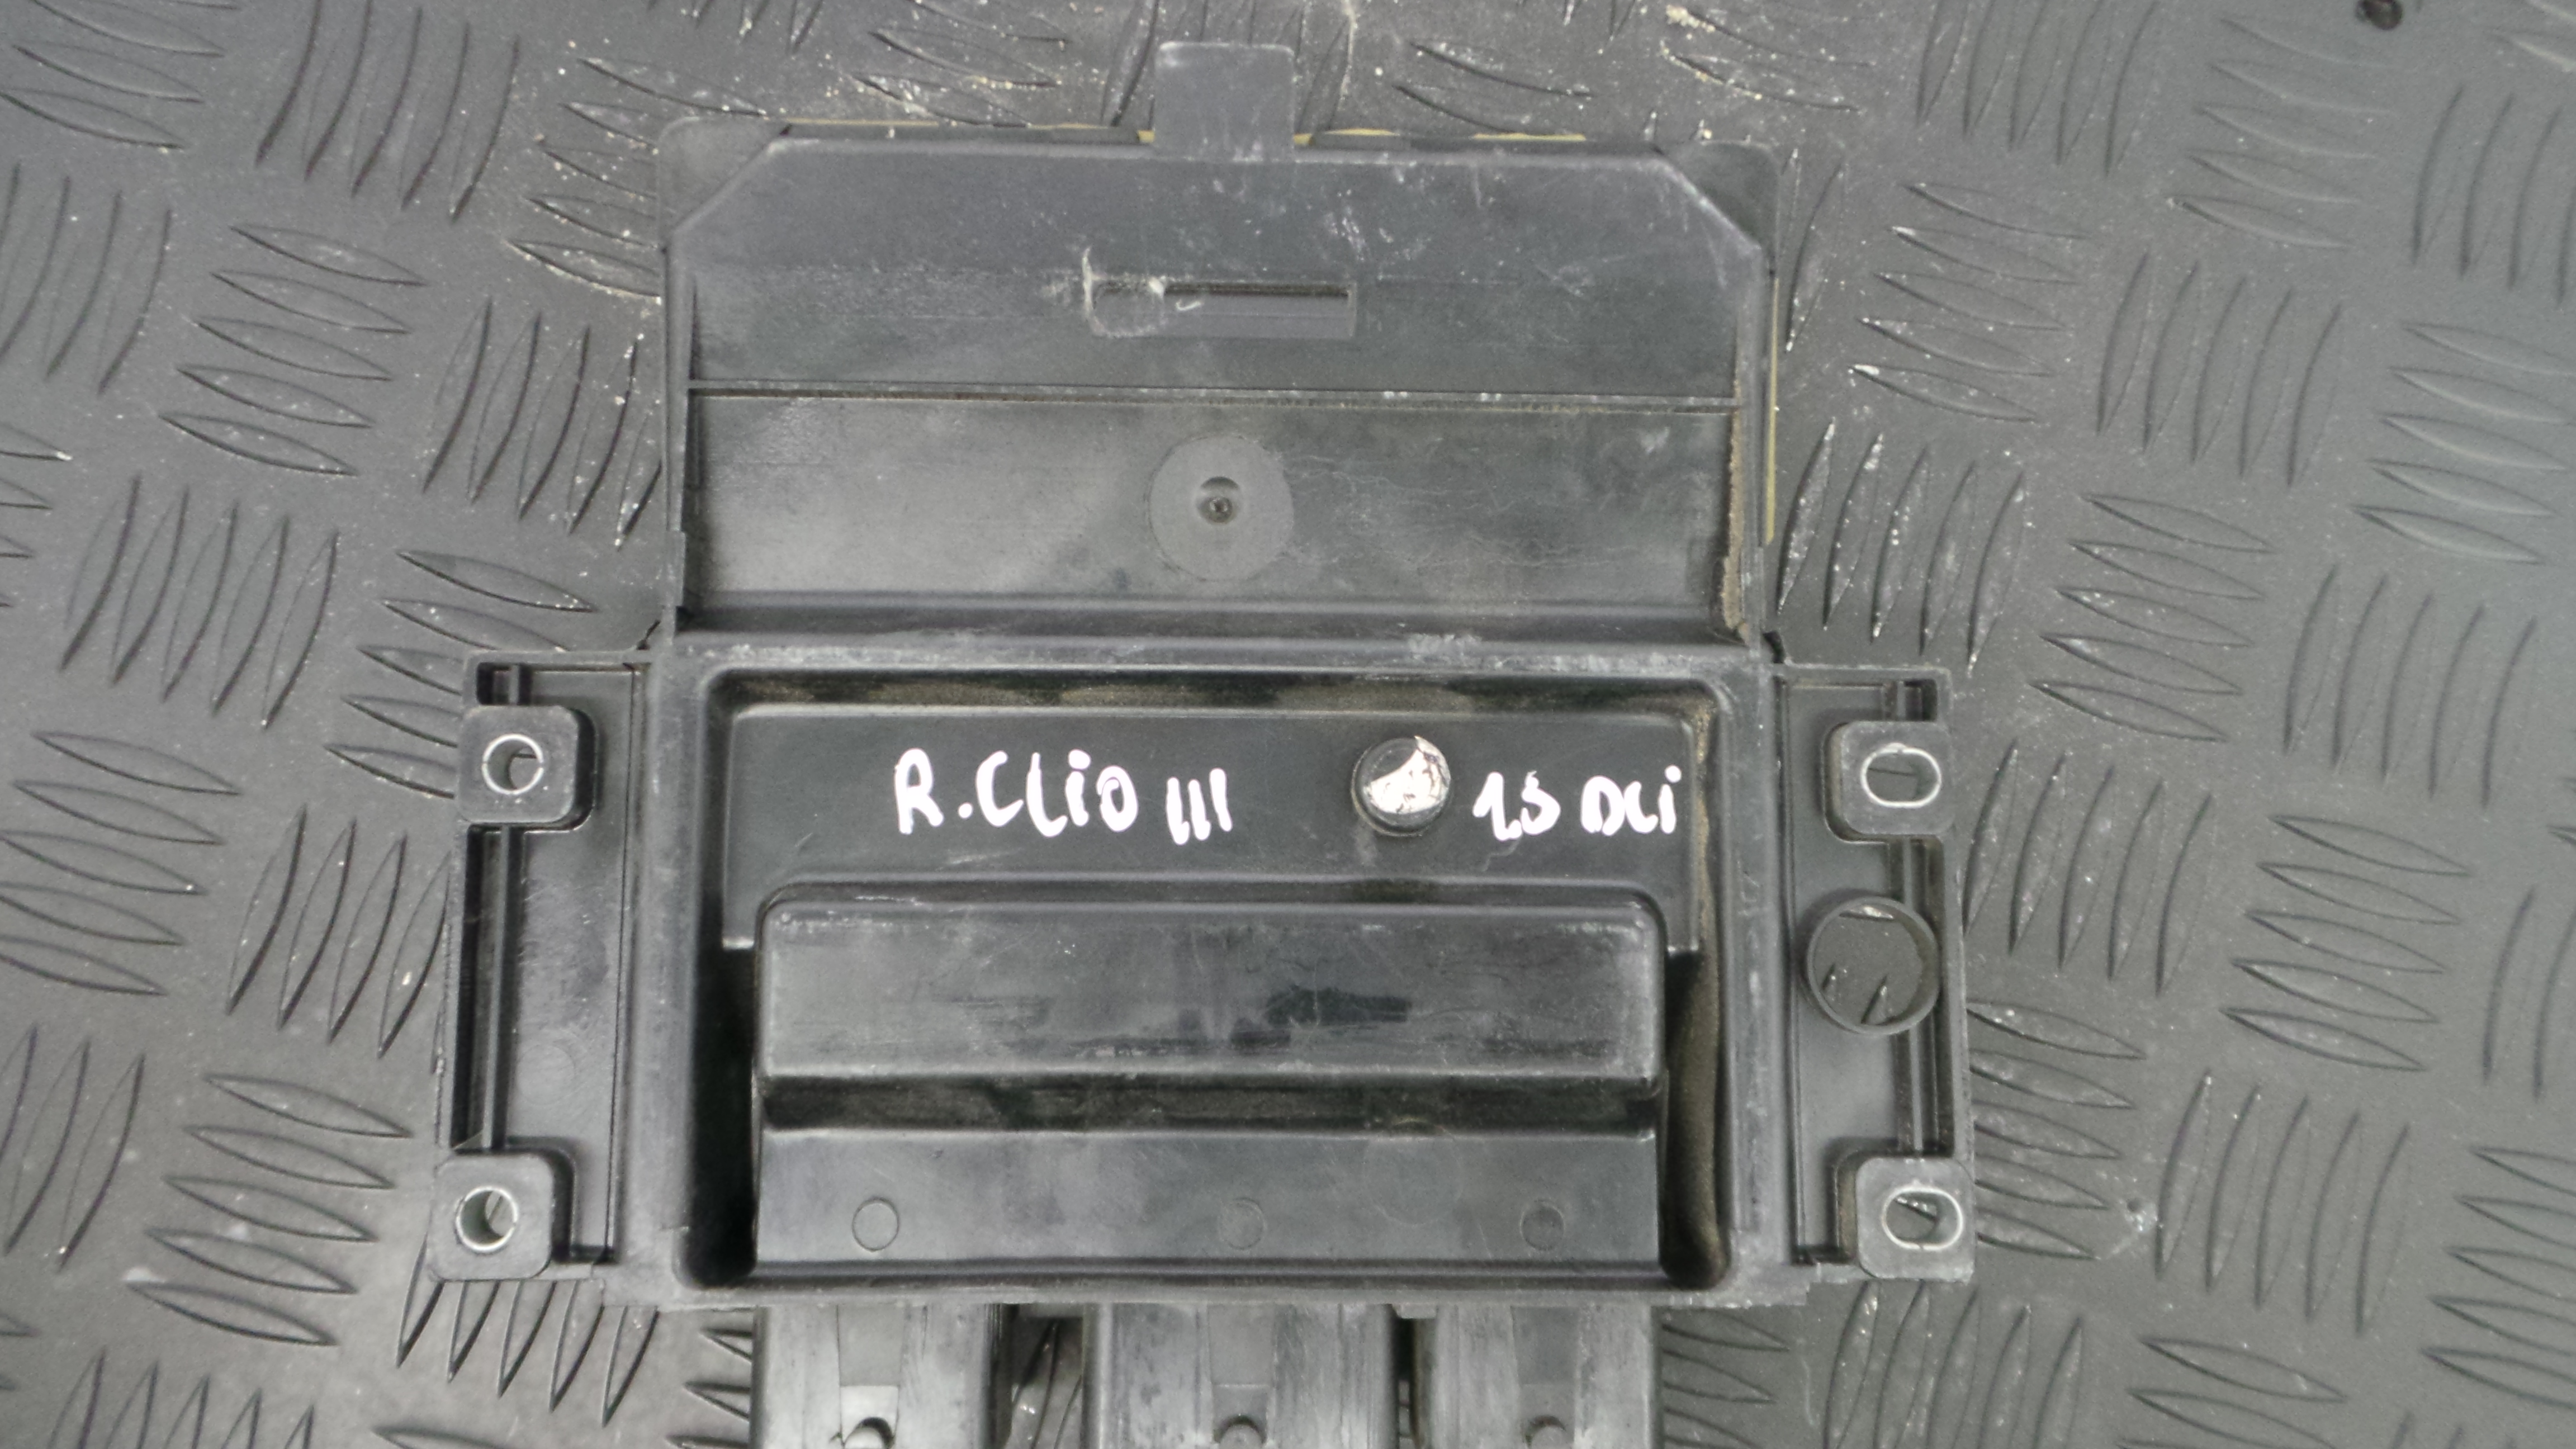 R. Clio III 1.5 DCi